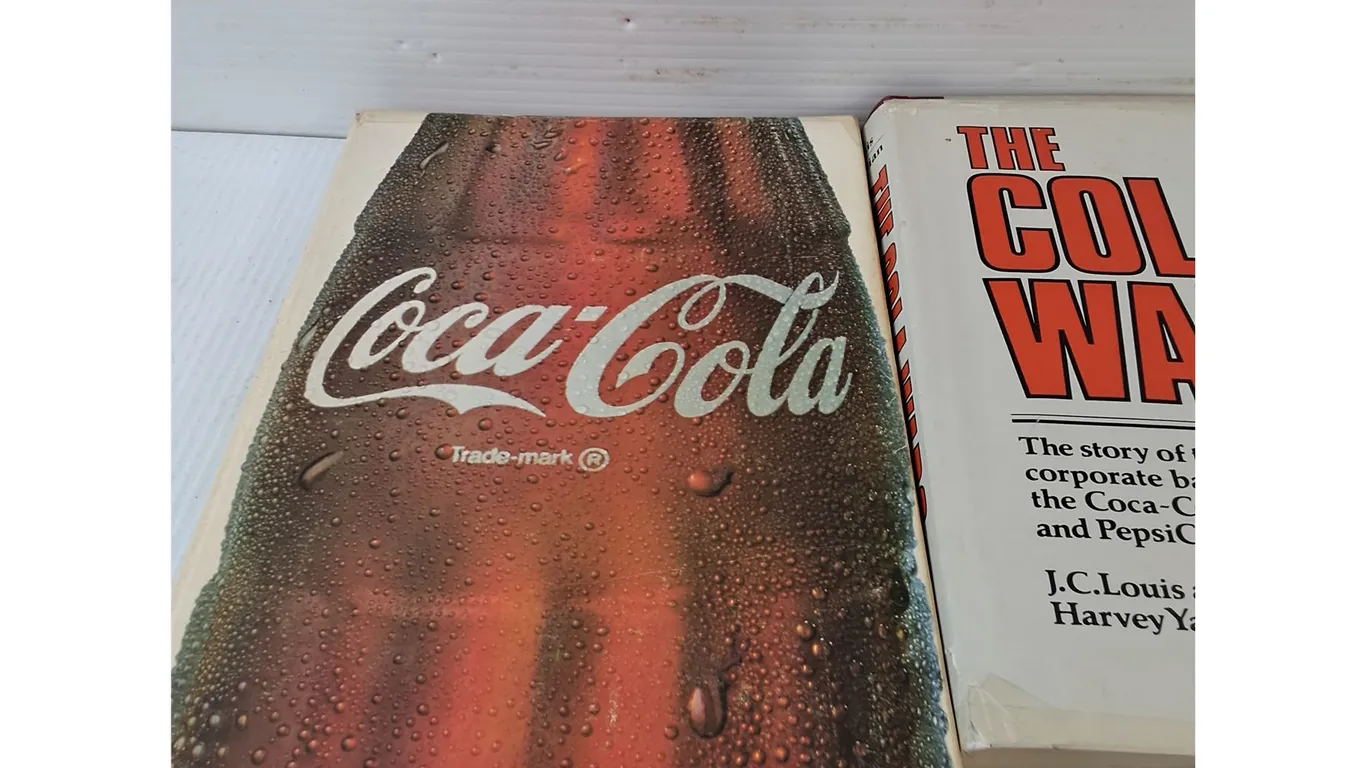 Coca-Cola
Trade-mark ®
THE
COL
WA
The story of
corporate ba
the Coca-C
and PepsiC
J.C.Louis
Harvey Ya